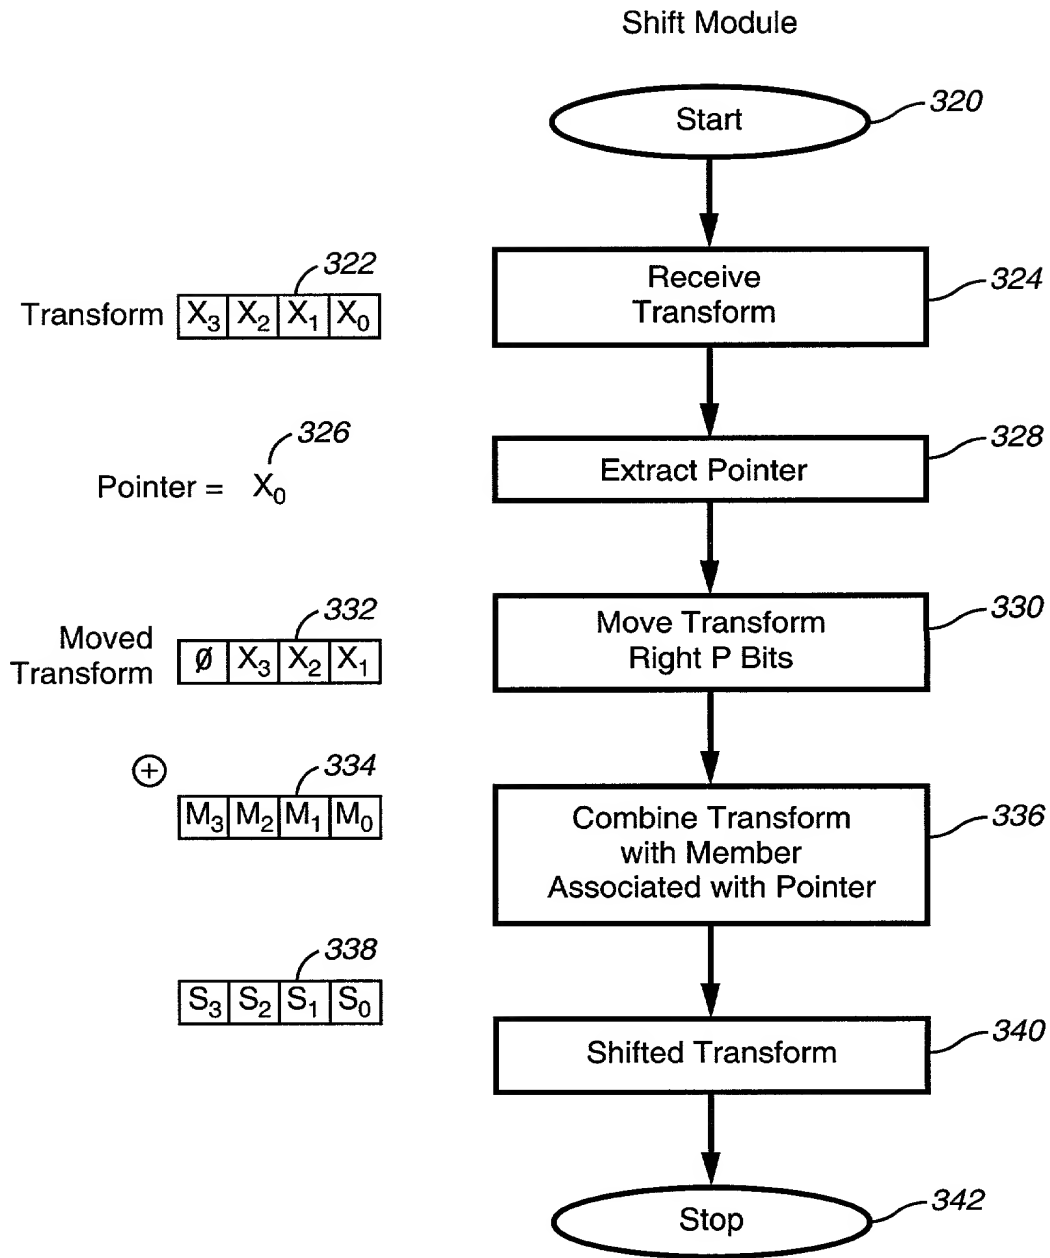 Shift Module
Start
320
322
Transform X₃ X₂ X₁ X₀
Receive
Transform
324
326
Pointer = X₀
Extract Pointer
328
332
Moved
Transform
Ø X₃ X₂ X₁
Move Transform
Right P Bits
330
⊕
334
M₃ M₂ M₁ M₀
Combine Transform
with Member
Associated with Pointer
336
338
S₃ S₂ S₁ S₀
Shifted Transform
340
Stop
342